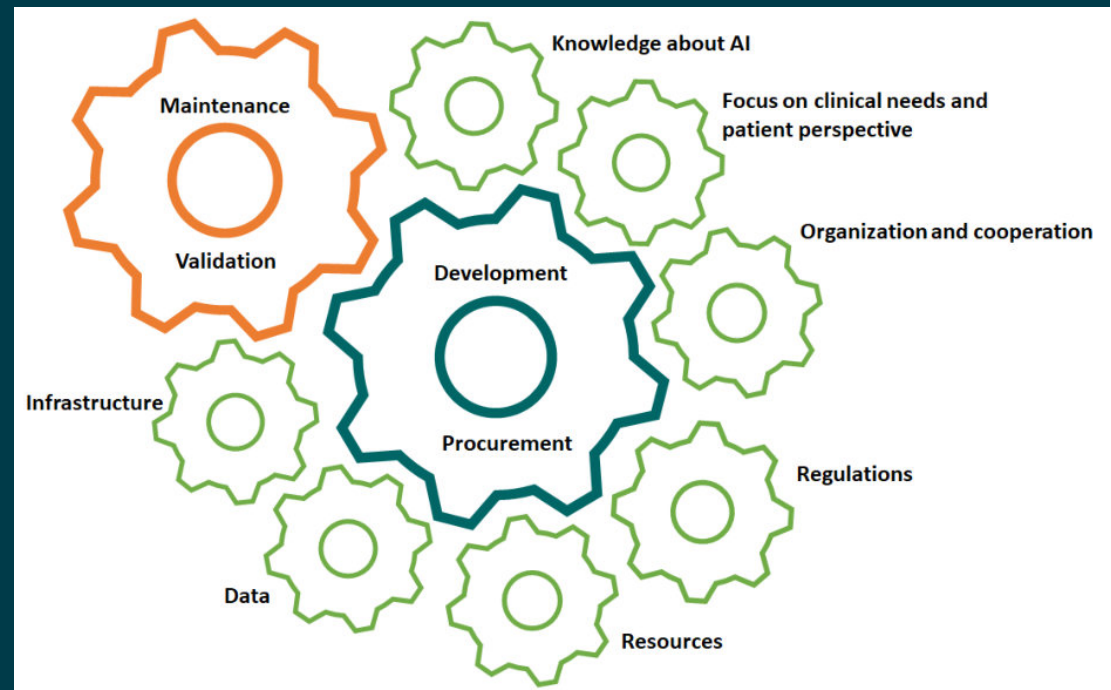 Knowledge about AI
Maintenance
Focus on clinical needs and
patient perspective
Organization and cooperation
Validation
Development
Infrastructure
Procurement
Regulations
Data
Resources